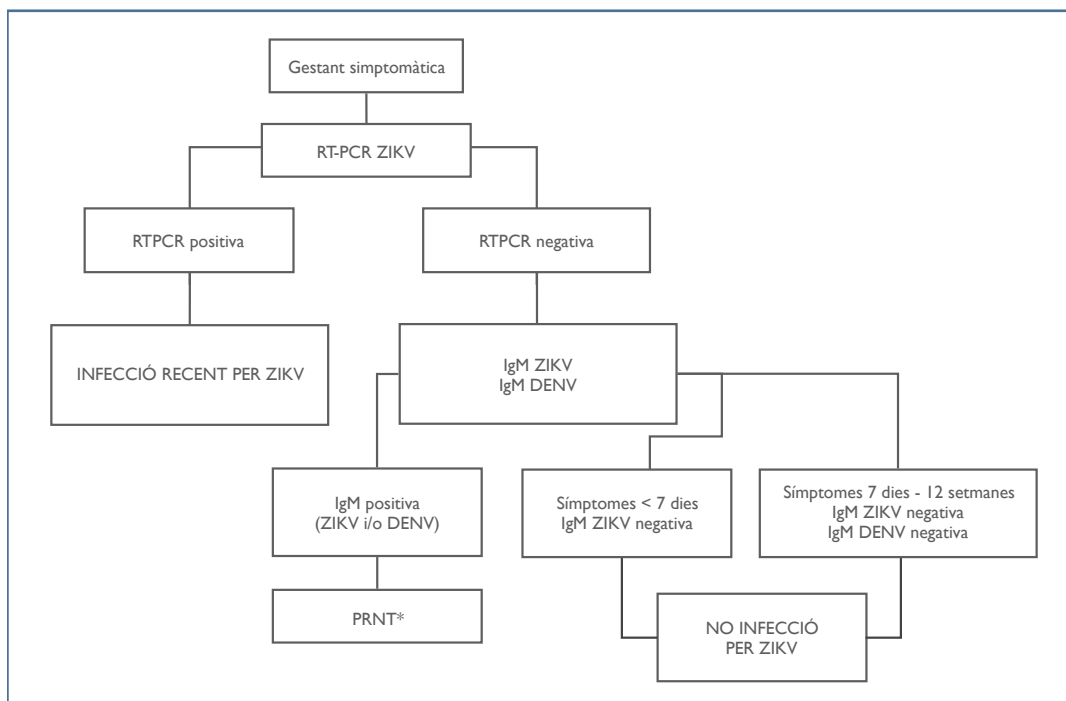 Gestant simptomàtica
RT-PCR ZIKV
RTPCR positiva
RTPCR negativa
INFECCIÓ RECENT PER ZIKV
IgM ZIKV
IgM DENV
IgM positiva
(ZIKV i/o DENV)
Símptomes < 7 dies
IgM ZIKV negativa
Símptomes 7 dies - 12 setmanes
IgM ZIKV negativa
IgM DENV negativa
PRNT*
NO INFECCIÓ
PER ZIKV